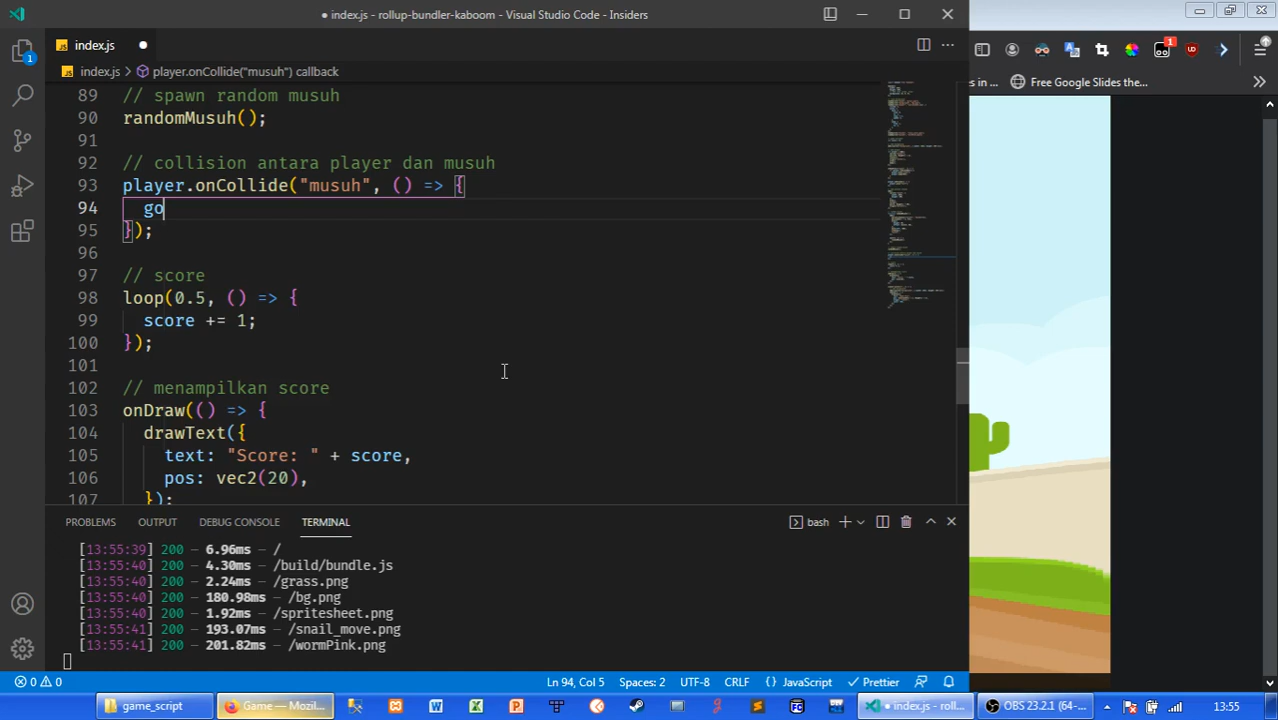 ● index.js - rollup-bundler-kaboom - Visual Studio Code - Insiders
index.js ●
index.js > player.onCollide("musuh") callback
89 // spawn random musuh
90 randomMusuh();
91
92 // collision antara player dan musuh
93 player.onCollide("musuh", () => {
94 go
95 });
96
97 // score
98 loop(0.5, () => {
99 score += 1;
100 });
101
102 // menampilkan score
103 onDraw(() => {
104 drawText({
105 text: "Score: " + score,
106 pos: vec2(20),
107 });
PROBLEMS OUTPUT DEBUG CONSOLE TERMINAL bash
[13:55:39] 200 – 6.96ms – /
[13:55:40] 200 – 4.30ms – /build/bundle.js
[13:55:40] 200 – 2.24ms – /grass.png
[13:55:40] 200 – 180.98ms – /bg.png
[13:55:40] 200 – 1.92ms – /spritesheet.png
[13:55:41] 200 – 193.07ms – /snail_move.png
[13:55:41] 200 – 201.82ms – /wormPink.png
0 0 Ln 94, Col 5 Spaces: 2 UTF-8 CRLF {} JavaScript Prettier
game_script Game — Mozil... ● index.js - roll... OBS 23.2.1 (64-... 13:55
1
1
es in ... Free Google Slides the...